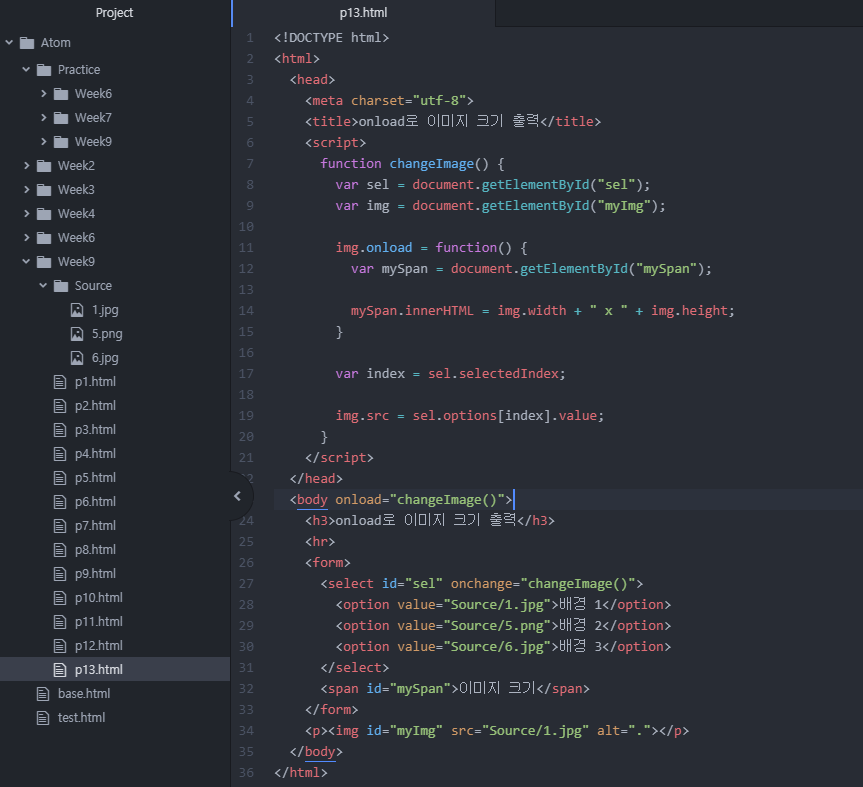 Project
Atom
Practice
Week6
Week7
Week9
Week2
Week3
Week4
Week6
Week9
Source
1.jpg
5.png
6.jpg
p1.html
p2.html
p3.html
p4.html
p5.html
p6.html
p7.html
p8.html
p9.html
p10.html
p11.html
p12.html
p13.html
base.html
test.html
p13.html
1 <!DOCTYPE html>
2 <html>
3 <head>
4 <meta charset="utf-8">
5 <title>onload로 이미지 크기 출력</title>
6 <script>
7 function changeImage() {
8 var sel = document.getElementById("sel");
9 var img = document.getElementById("myImg");
10
11 img.onload = function() {
12 var mySpan = document.getElementById("mySpan");
13
14 mySpan.innerHTML = img.width + " x " + img.height;
15 }
16
17 var index = sel.selectedIndex;
18
19 img.src = sel.options[index].value;
20 }
21 </script>
</head>
<body onload="changeImage()">
24 <h3>onload로 이미지 크기 출력</h3>
25 <hr>
26 <form>
27 <select id="sel" onchange="changeImage()">
28 <option value="Source/1.jpg">배경 1</option>
29 <option value="Source/5.png">배경 2</option>
30 <option value="Source/6.jpg">배경 3</option>
31 </select>
32 <span id="mySpan">이미지 크기</span>
33 </form>
34 <p><img id="myImg" src="Source/1.jpg" alt="."></p>
35 </body>
36 </html>